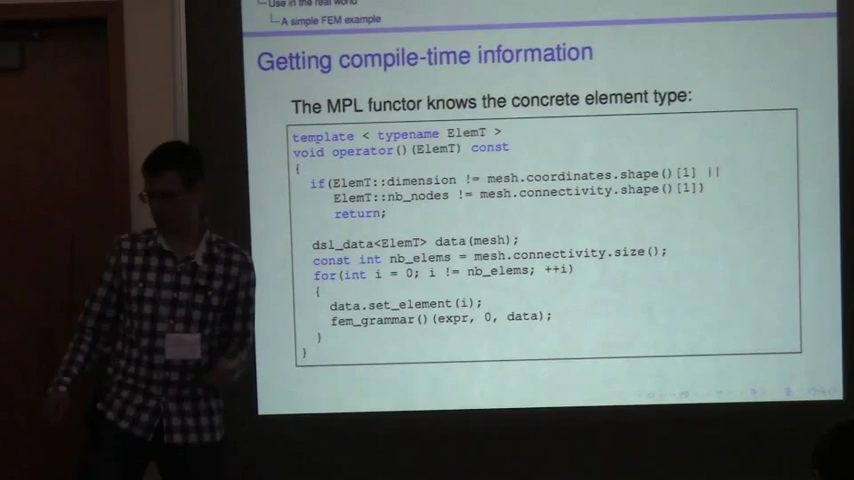 Use in the real world
A simple FEM example
Getting compile-time information
The MPL functor knows the concrete element type:
template < typename ElemT >
void operator()(ElemT) const
{
if(ElemT::dimension != mesh.coordinates.shape()[1] ||
ElemT::nb_nodes != mesh.connectivity.shape()[1])
return;
dsl_data<ElemT> data(mesh);
const int nb_elems = mesh.connectivity.size();
for(int i = 0; i != nb_elems; ++i)
{
data.set_element(i);
fem_grammar()(expr, 0, data);
}
}